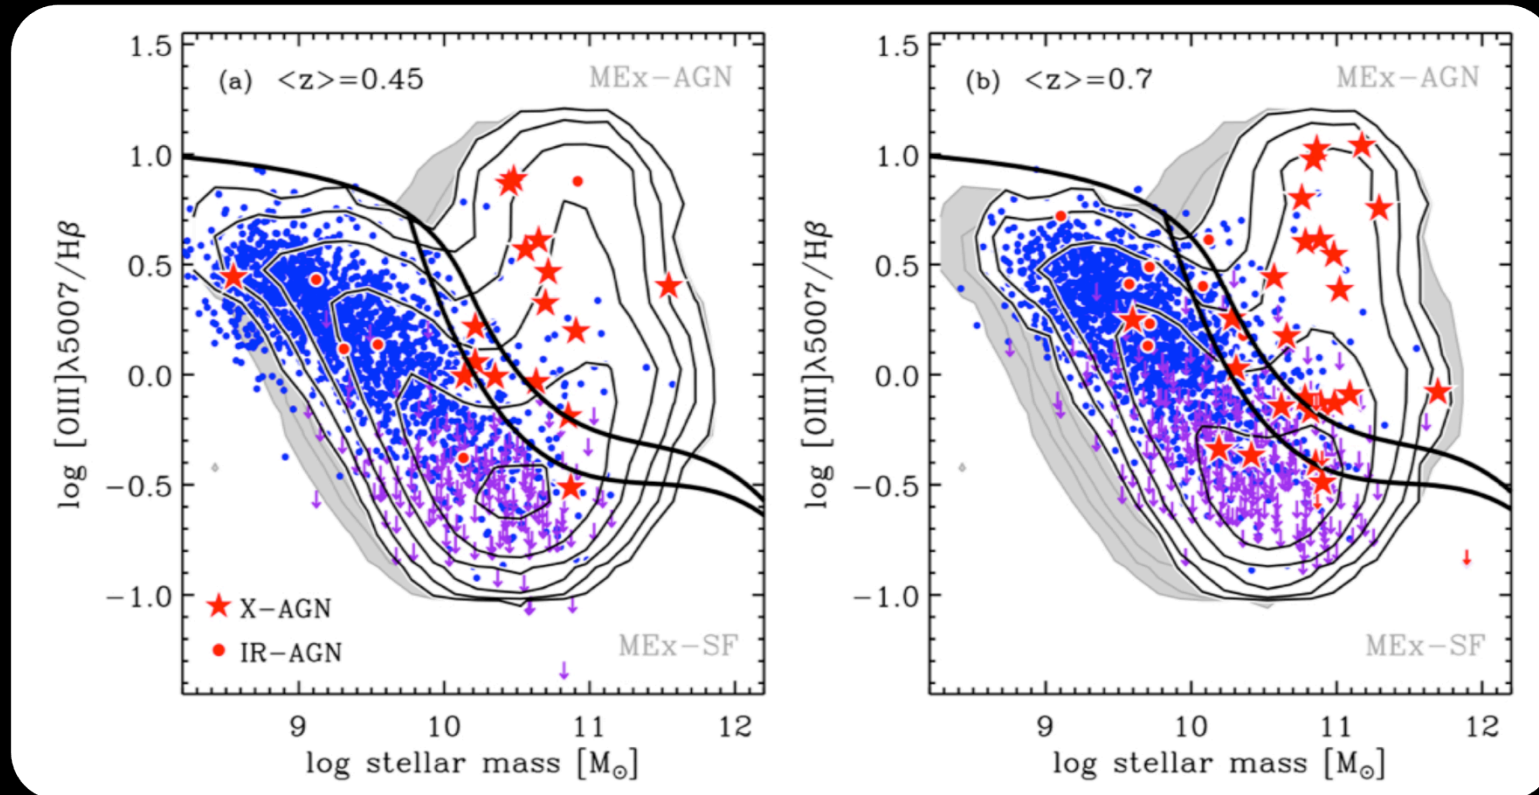 (a) <z>=0.45
MEx-AGN
1.5
1.0
0.5
0.0
−0.5
−1.0
log [OIII]λ5007/Hβ
X-AGN
IR-AGN
MEx-SF
9 10 11 12
log stellar mass [M☉]
(b) <z>=0.7
MEx-AGN
1.5
1.0
0.5
0.0
−0.5
−1.0
log [OIII]λ5007/Hβ
MEx-SF
9 10 11 12
log stellar mass [M☉]